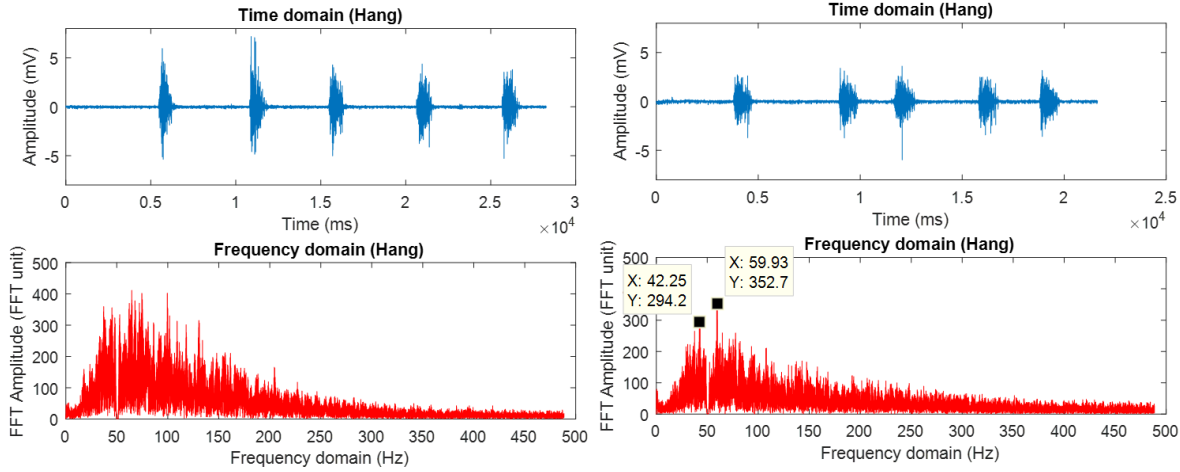 Time domain (Hang)
Amplitude (mV)
5
0
-5
0 0.5 1 1.5 2 2.5 3
Time (ms)
×10⁴
Time domain (Hang)
Amplitude (mV)
5
0
-5
0 0.5 1 1.5 2 2.5
Time (ms)
×10⁴
Frequency domain (Hang)
FFT Amplitude (FFT unit)
500
400
300
200
100
0
0 50 100 150 200 250 300 350 400 450 500
Frequency domain (Hz)
Frequency domain (Hang)
FFT Amplitude (FFT unit)
500
X: 59.93
Y: 352.7
X: 42.25
Y: 294.2
300
200
100
0
0 50 100 150 200 250 300 350 400 450 500
Frequency domain (Hz)